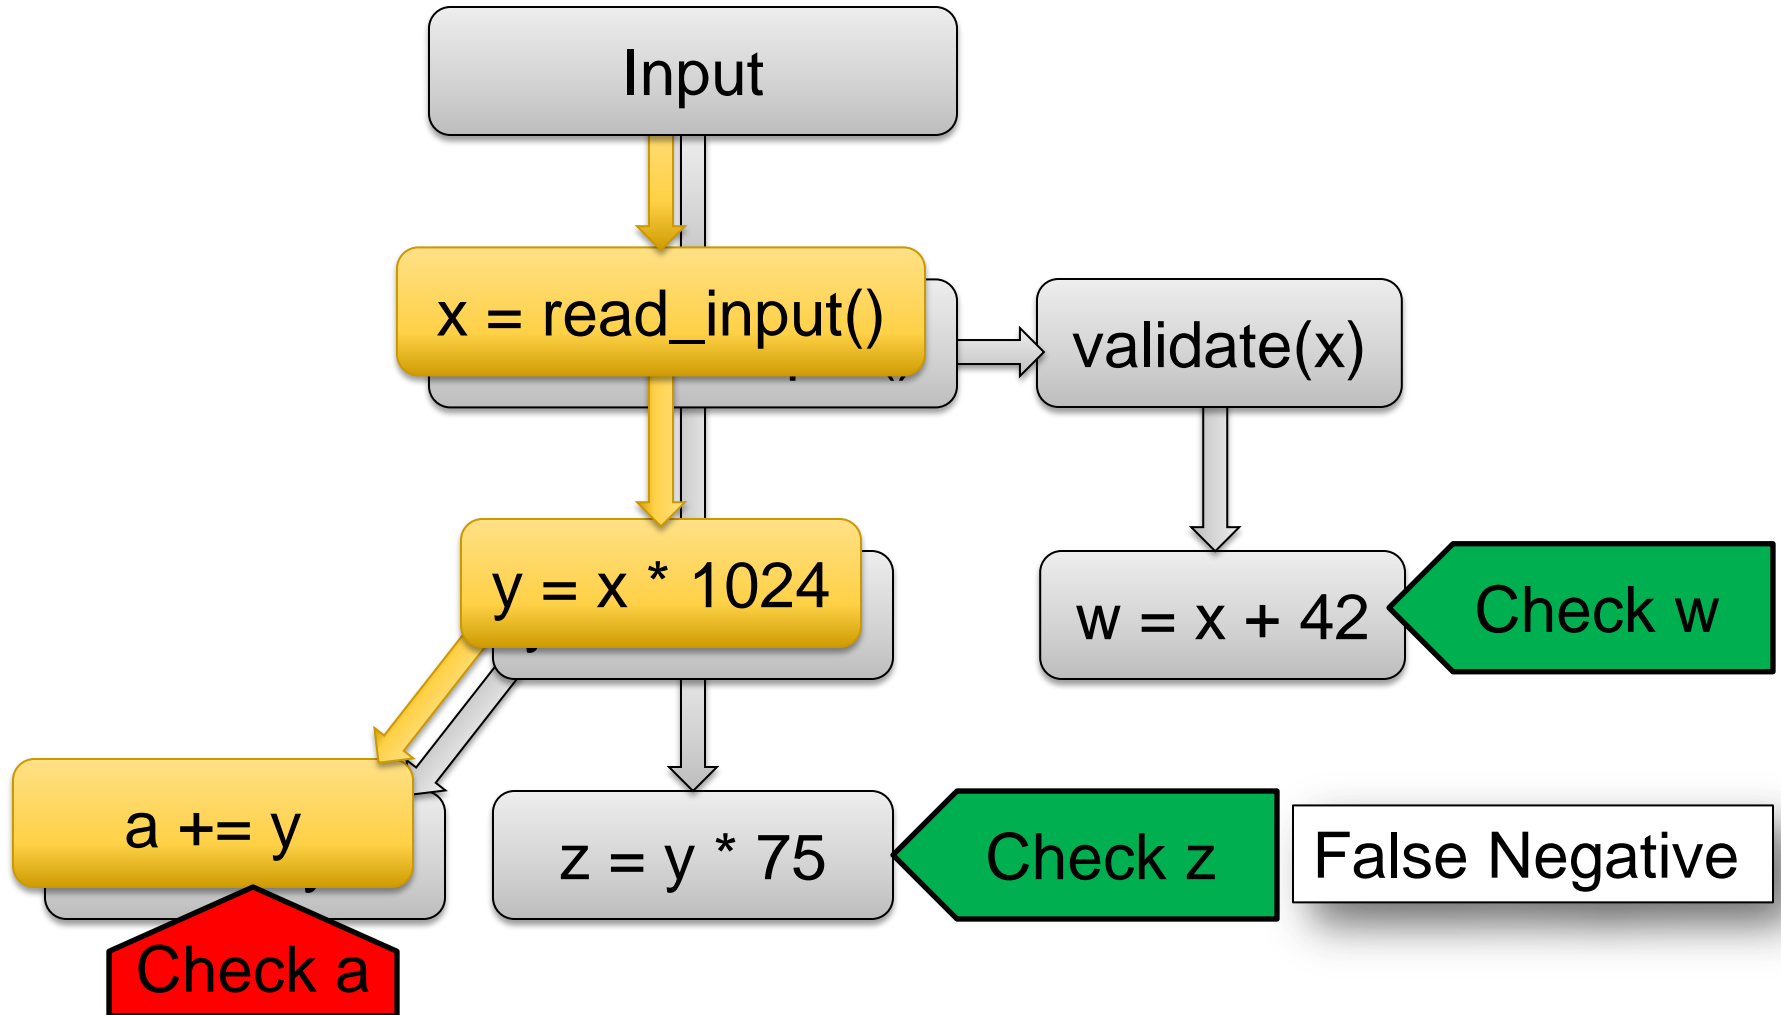 Input
x = read_input()
validate(x)
y = x * 1024
w = x + 42
Check w
a += y
z = y * 75
Check z
False Negative
Check a